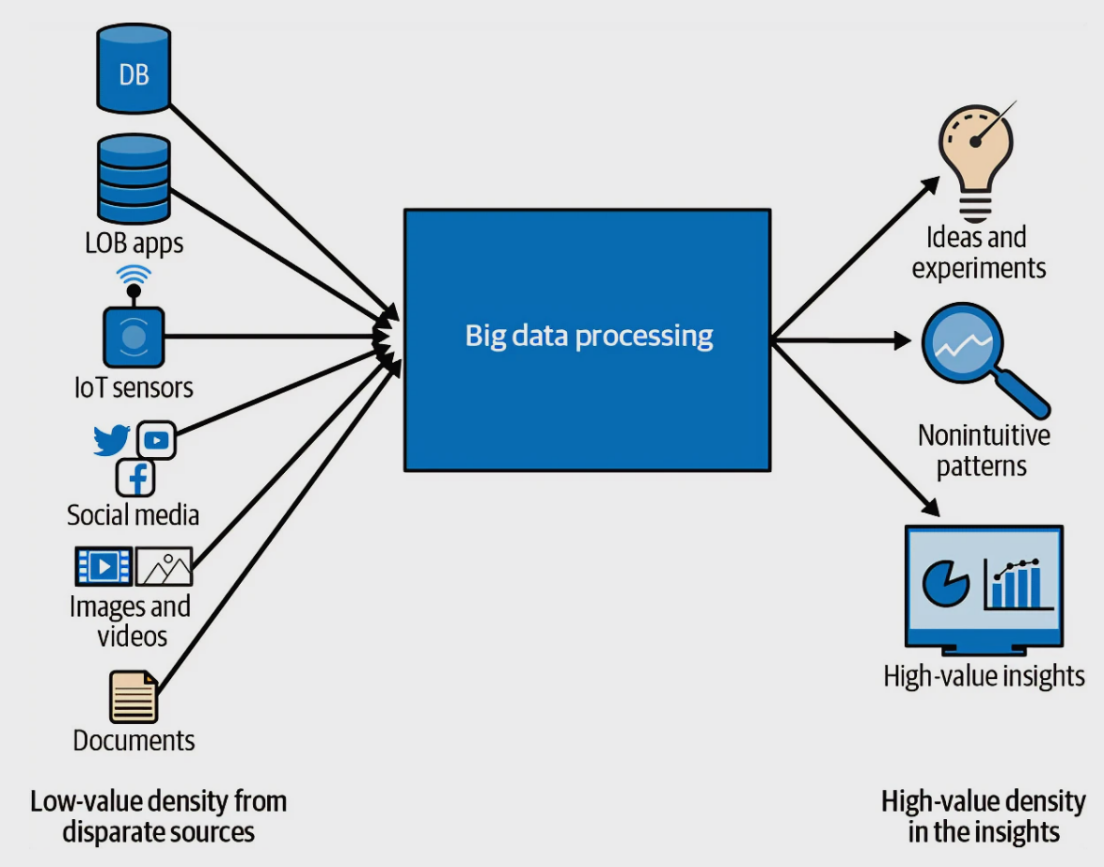 DB
LOB apps
IoT sensors
Social media
Images and
videos
Documents
Low-value density from
disparate sources
Big data processing
Ideas and
experiments
Nonintuitive
patterns
High-value insights
High-value density
in the insights